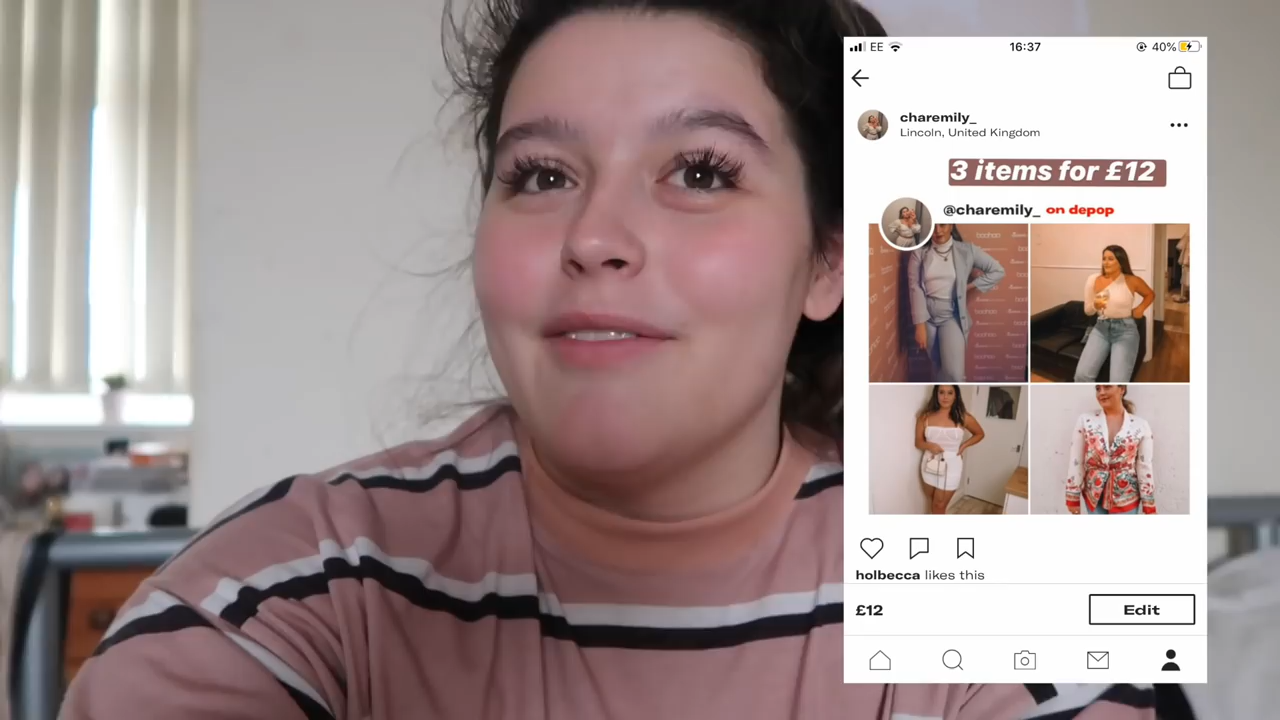 EE 16:37 40%
charemily_
Lincoln, United Kingdom
3 items for £12
@charemily_ on depop
boohoo
holbecca likes this
£12 Edit